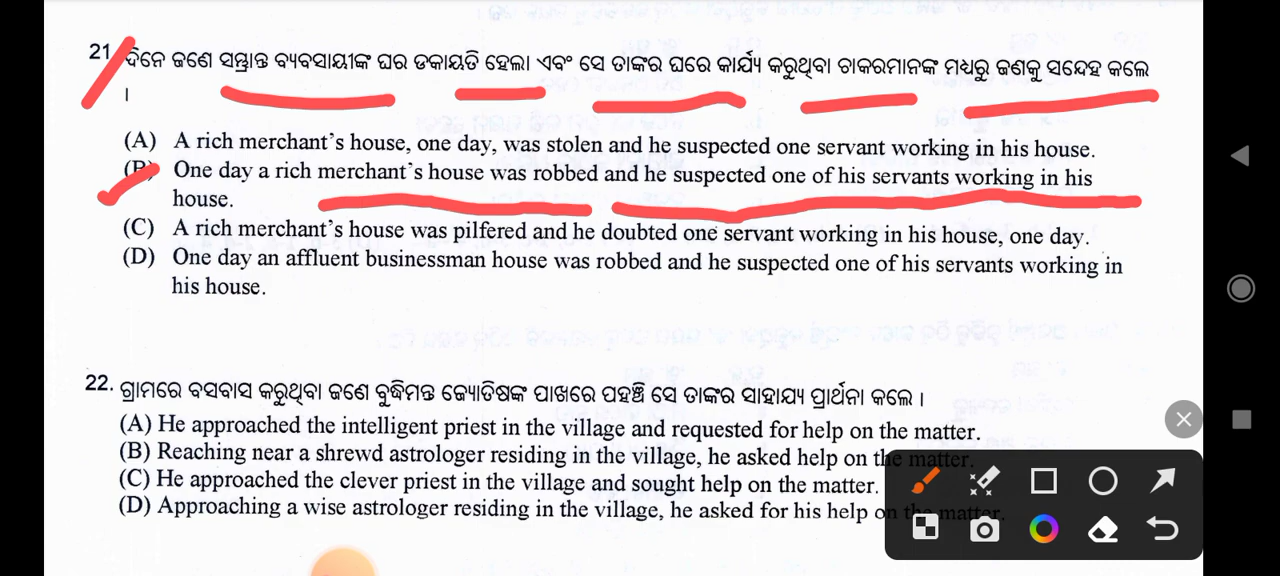 21. ଦିନେ ଜଣେ ସମ୍ଭ୍ରାନ୍ତ ବ୍ୟବସାୟୀଙ୍କ ଘର ଡକାୟତି ହେଲା ଏବଂ ସେ ତାଙ୍କର ଘରେ କାର୍ଯ୍ୟ କରୁଥିବା ଚାକରମାନଙ୍କ ମଧ୍ୟରୁ ଜଣକୁ ସନ୍ଦେହ କଲେ
।
(A) A rich merchant's house, one day, was stolen and he suspected one servant working in his house.
(B) One day a rich merchant's house was robbed and he suspected one of his servants working in his
house.
(C) A rich merchant's house was pilfered and he doubted one servant working in his house, one day.
(D) One day an affluent businessman house was robbed and he suspected one of his servants working in
his house.
22. ଗ୍ରାମରେ ବସବାସ କରୁଥିବା ଜଣେ ବୁଦ୍ଧିମନ୍ତ ଜ୍ୟୋତିଷଙ୍କ ପାଖରେ ପହଞ୍ଚି ସେ ତାଙ୍କର ସାହାଯ୍ୟ ପ୍ରାର୍ଥନା କଲେ ।
(A) He approached the intelligent priest in the village and requested for help on the matter.
(B) Reaching near a shrewd astrologer residing in the village, he asked help on the matter.
(C) He approached the clever priest in the village and sought help on the matter.
(D) Approaching a wise astrologer residing in the village, he asked for his help on the matter.